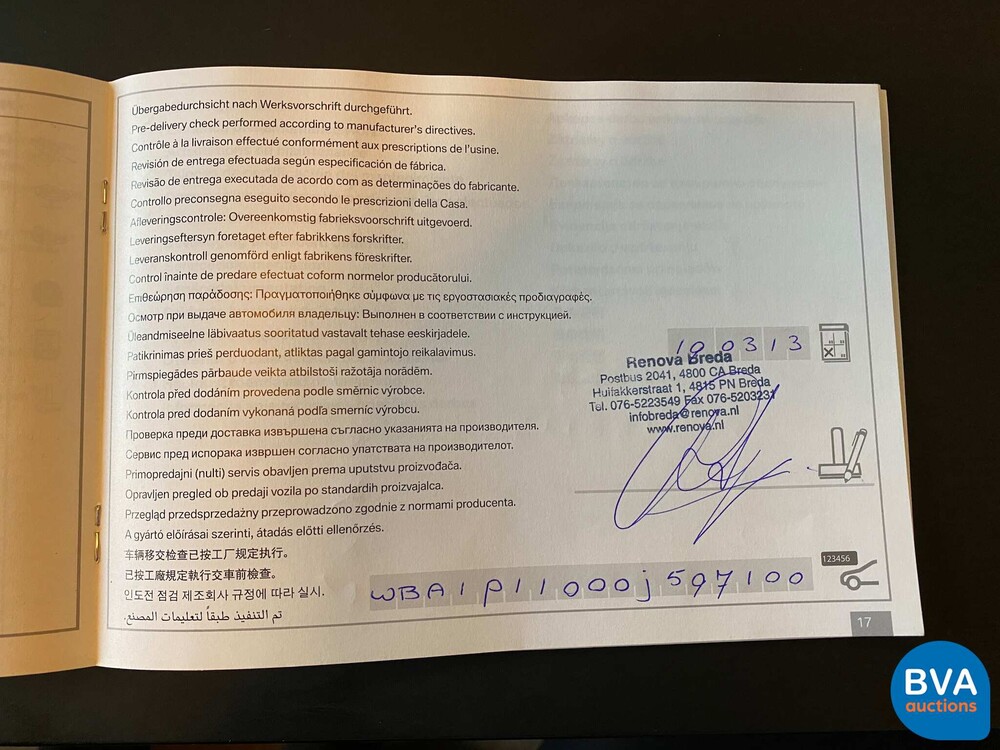 Übergabedurchsicht nach Werksvorschrift durchgeführt.
Pre-delivery check performed according to manufacturer's directives.
Contrôle à la livraison effectué conformément aux prescriptions de l'usine.
Revisión de entrega efectuada según especificación de fábrica.
Revisão de entrega executada de acordo com as determinações do fabricante.
Controllo preconsegna eseguito secondo le prescrizioni della Casa.
Afleveringscontrole: Overeenkomstig fabrieksvoorschrift uitgevoerd.
Leveringseftersyn foretaget efter fabrikkens forskrifter.
Leveranskontroll genomförd enligt fabrikens föreskrifter.
Control înainte de predare efectuat coform normelor producătorului.
Επιθεώρηση παράδοσης: Πραγματοποιήθηκε σύμφωνα με τις εργοστασιακές προδιαγραφές.
Осмотр при выдаче автомобиля владельцу: Выполнен в соответствии с инструкцией.
Üleandmiseelne läbivaatus sooritatud vastavalt tehase eeskirjadele.
Patikrinimas prieš perduodant, atliktas pagal gamintojo reikalavimus.
Pirmspiegādes pārbaude veikta atbilstoši ražotāja norādēm.
Kontrola před dodáním provedena podle směrnic výrobce.
Kontrola pred dodaním vykonaná podľa smerníc výrobcu.
Проверка преди доставка извършена съгласно указанията на производителя.
Сервис пред испорака извршен согласно упатствата на производителот.
Primopredajni (nulti) servis obavljen prema uputstvu proizvođača.
Opravljen pregled ob predaji vozila po standardih proizvajalca.
Przegląd przedsprzedażny przeprowadzono zgodnie z normami producenta.
A gyártó előírásai szerinti, átadás előtti ellenőrzés.
车辆移交检查已按工厂规定执行。
已按工廠規定執行交車前檢查。
인도전 점검 제조회사 규정에 따라 실시.
تم التنفيذ طبقاً لتعليمات المصنع.
100313
Renova Breda
Postbus 2041, 4800 CA Breda
Huifakkerstraat 1, 4815 PN Breda
Tel. 076-5223549 Fax 076-5203231
infobreda@renova.nl
www.renova.nl
123456
WBA1P11000j597100
17
BVA
auctions